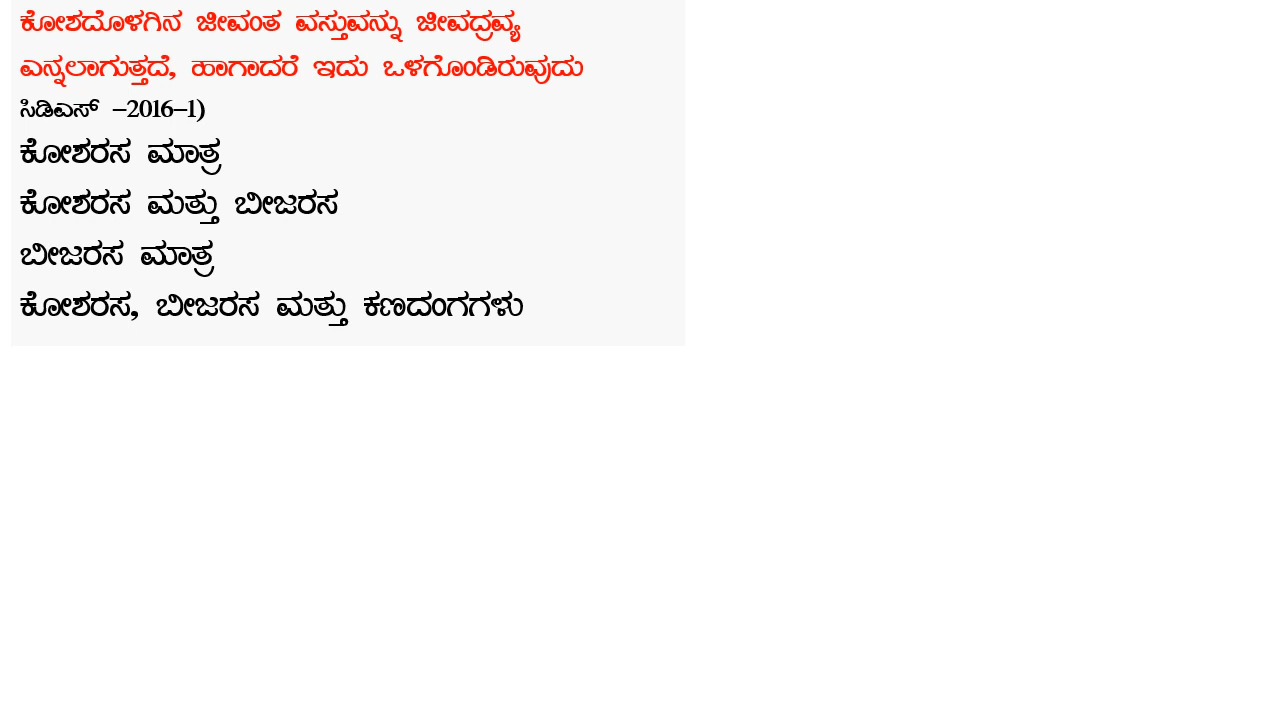 ಕೋಶದೊಳಗಿನ ಜೀವಂತ ವಸ್ತುವನ್ನು ಜೀವದ್ರವ್ಯ
ಎನ್ನಲಾಗುತ್ತದೆ, ಹಾಗಾದರೆ ಇದು ಒಳಗೊಂಡಿರುವುದು
ಸಿಡಿಎಸ್ –2016–1)
ಕೋಶರಸ ಮಾತ್ರ
ಕೋಶರಸ ಮತ್ತು ಬೀಜರಸ
ಬೀಜರಸ ಮಾತ್ರ
ಕೋಶರಸ, ಬೀಜರಸ ಮತ್ತು ಕಣದಂಗಗಳು